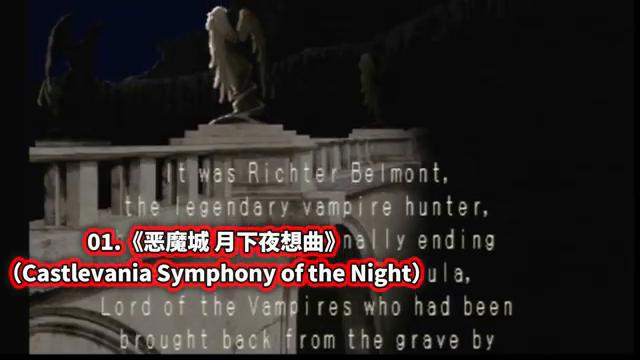 It was Richter Belmont,
the legendary vampire hunter,
01.《恶魔城 月下夜想曲》
ending
（Castlevania Symphony of the Night）
Lord of the Vampires who had been
brought back from the grave by